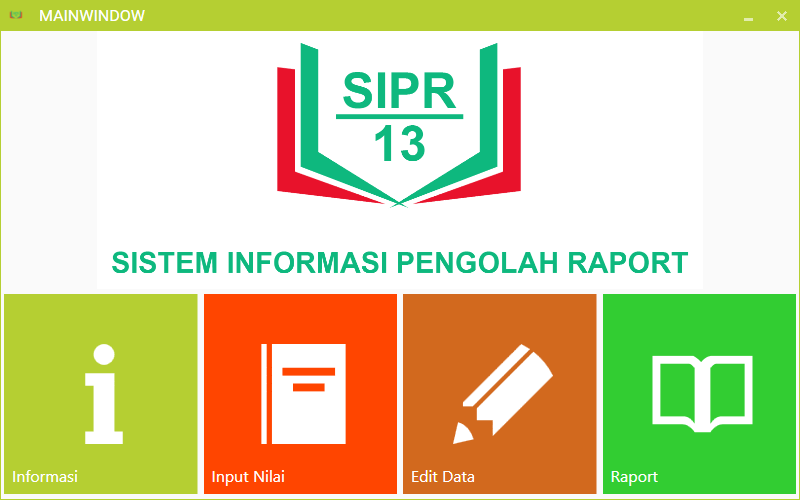 MAINWINDOW
SIPR
13
SISTEM INFORMASI PENGOLAH RAPORT
Informasi
Input Nilai
Edit Data
Raport